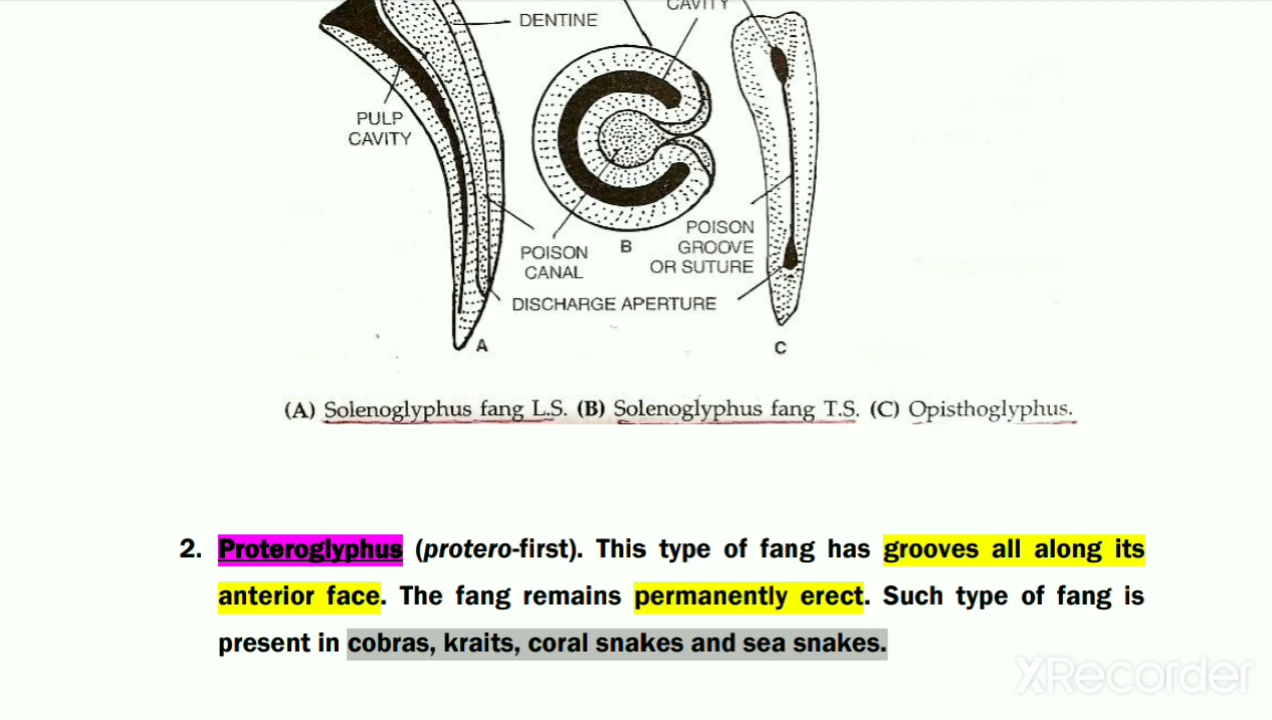 CAVITY
DENTINE
PULP
CAVITY
POISON
CANAL
B
POISON
GROOVE
OR SUTURE
DISCHARGE APERTURE
A
C
(A) Solenoglyphus fang L.S. (B) Solenoglyphus fang T.S. (C) Opisthoglyphus.
2. Proteroglyphus (protero-first). This type of fang has grooves all along its
anterior face. The fang remains permanently erect. Such type of fang is
present in cobras, kraits, coral snakes and sea snakes.
XRecorder